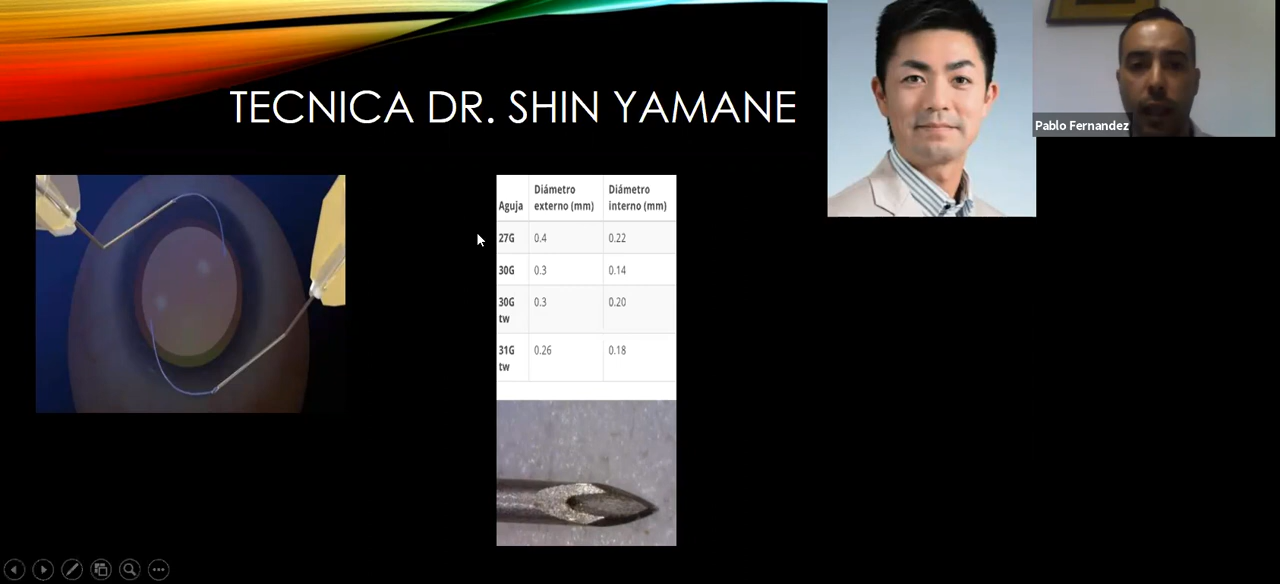 TECNICA DR. SHIN YAMANE
Pablo Fernandez
Aguja Diámetro externo (mm) Diámetro interno (mm)
27G 0.4 0.22
30G 0.3 0.14
30G tw 0.3 0.20
31G tw 0.26 0.18